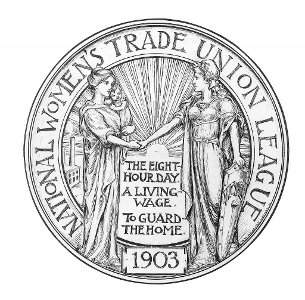 NATIONAL WOMENS TRADE UNION LEAGUE
THE EIGHT-
HOUR DAY.
A LIVING
WAGE.
TO GUARD
THE HOME.
1903